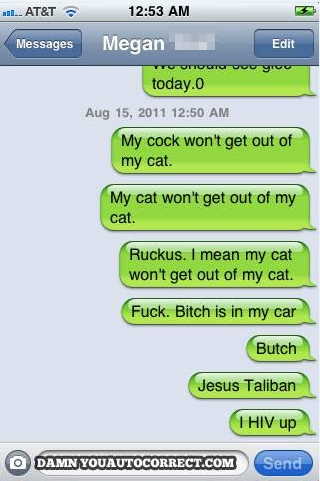 AT&T 12:53 AM
Messages Megan Edit
We should see glee
today.0
Aug 15, 2011 12:50 AM
My cock won't get out of
my cat.
My cat won't get out of my
cat.
Ruckus. I mean my cat
won't get out of my cat.
Fuck. Bitch is in my car
Butch
Jesus Taliban
I HIV up
DAMNYOUAUTOCORRECT.COM
Send